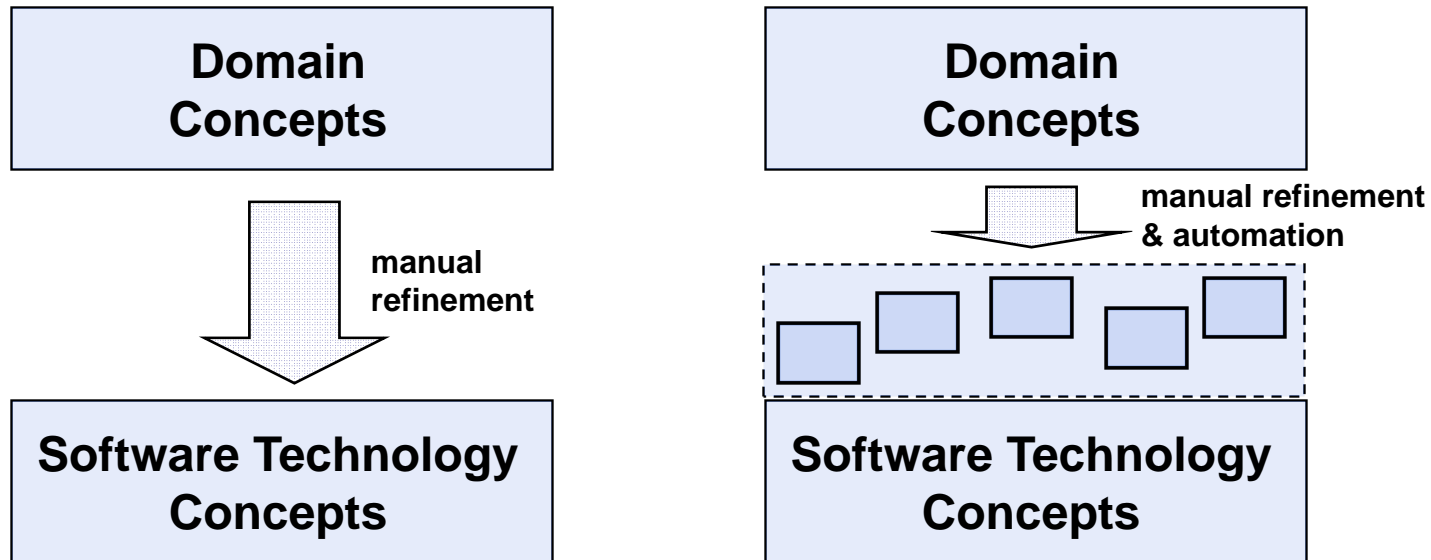 Domain
Concepts
manual
refinement
Software Technology
Concepts
Domain
Concepts
manual refinement
& automation
Software Technology
Concepts